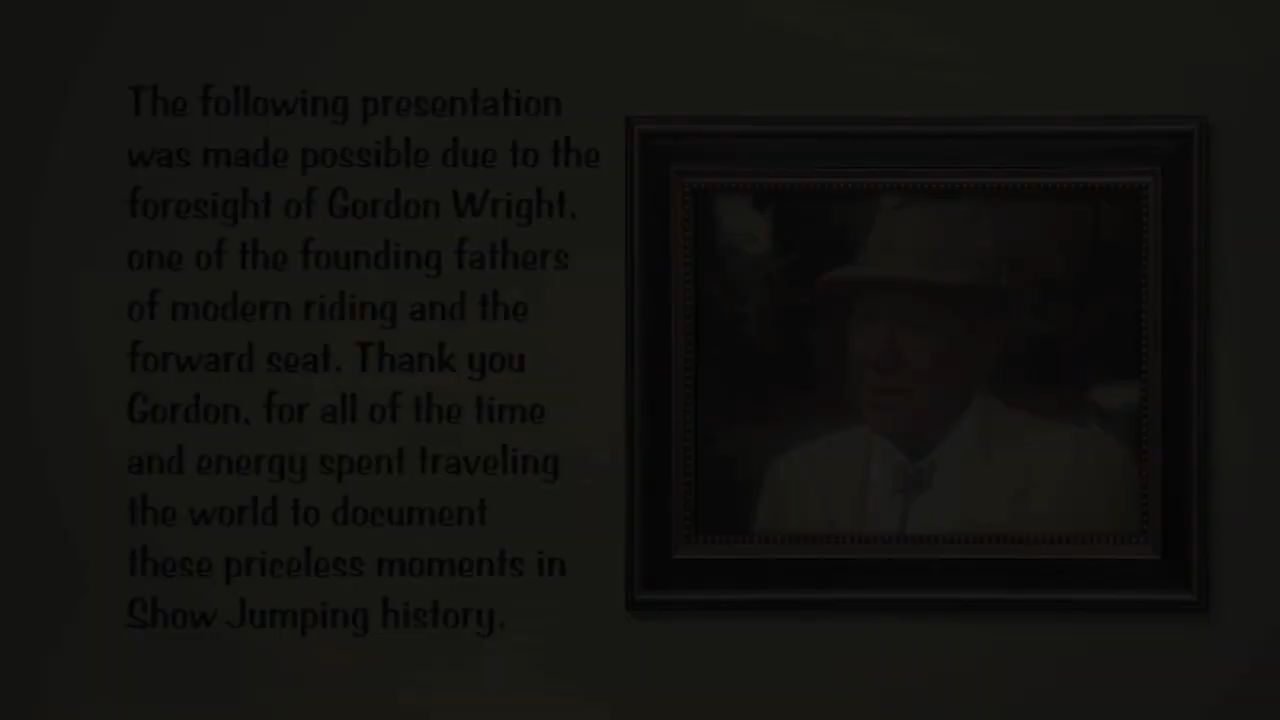 The following presentation
was made possible due to the
foresight of Gordon Wright,
one of the founding fathers
of modern riding and the
forward seat. Thank you
Gordon, for all of the time
and energy spent traveling
the world to document
these priceless moments in
Show Jumping history.